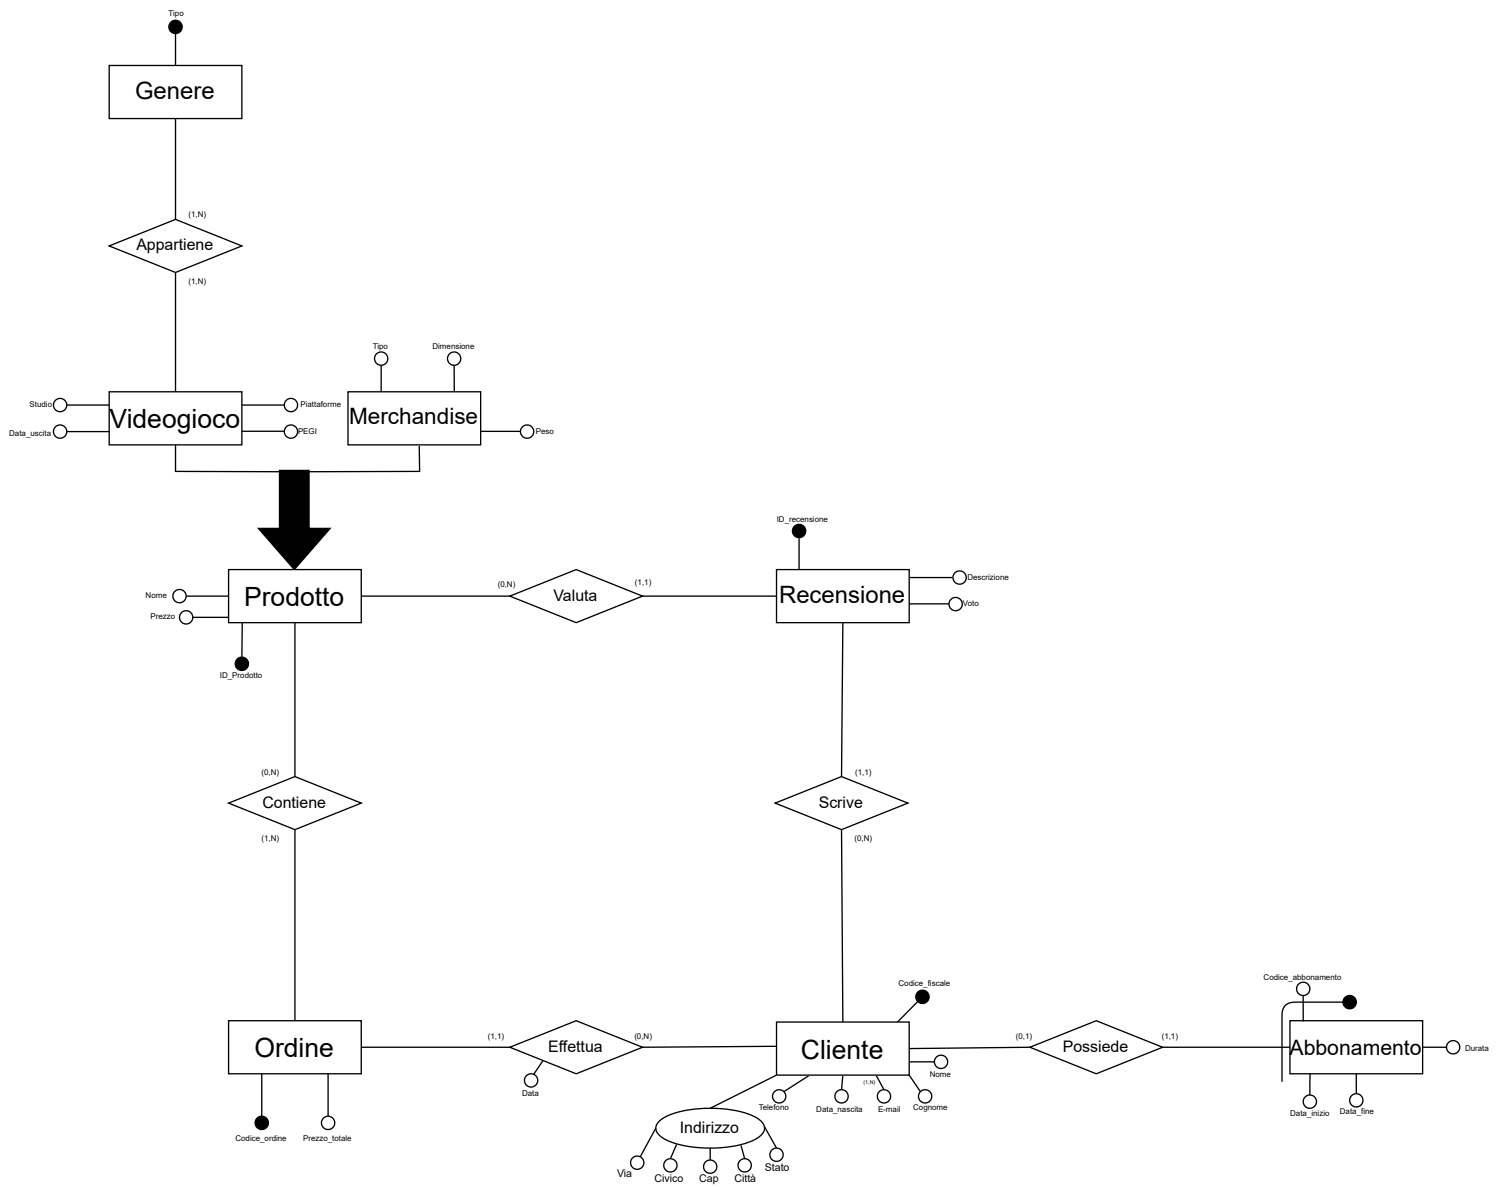 Tipo
Genere
(1,N)
Appartiene
(1,N)
Tipo
Dimensione
Studio
Data_uscita
Videogioco
Piattaforme
PEGI
Merchandise
Peso
ID_recensione
Nome
Prezzo
Prodotto
ID_Prodotto
(0,N)
Valuta
(1,1)
Recensione
Descrizione
Voto
(0,N)
Contiene
(1,N)
(1,1)
Scrive
(0,N)
Codice_fiscale
Codice_abbonamento
Ordine
(1,1)
Effettua
(0,N)
Data
Cliente
(0,1)
Possiede
(1,1)
Abbonamento
Durata
Nome
(1,N)
Telefono
Data_nascita
E-mail
Cognome
Data_inizio
Data_fine
Codice_ordine
Prezzo_totale
Indirizzo
Via
Civico
Cap
Città
Stato